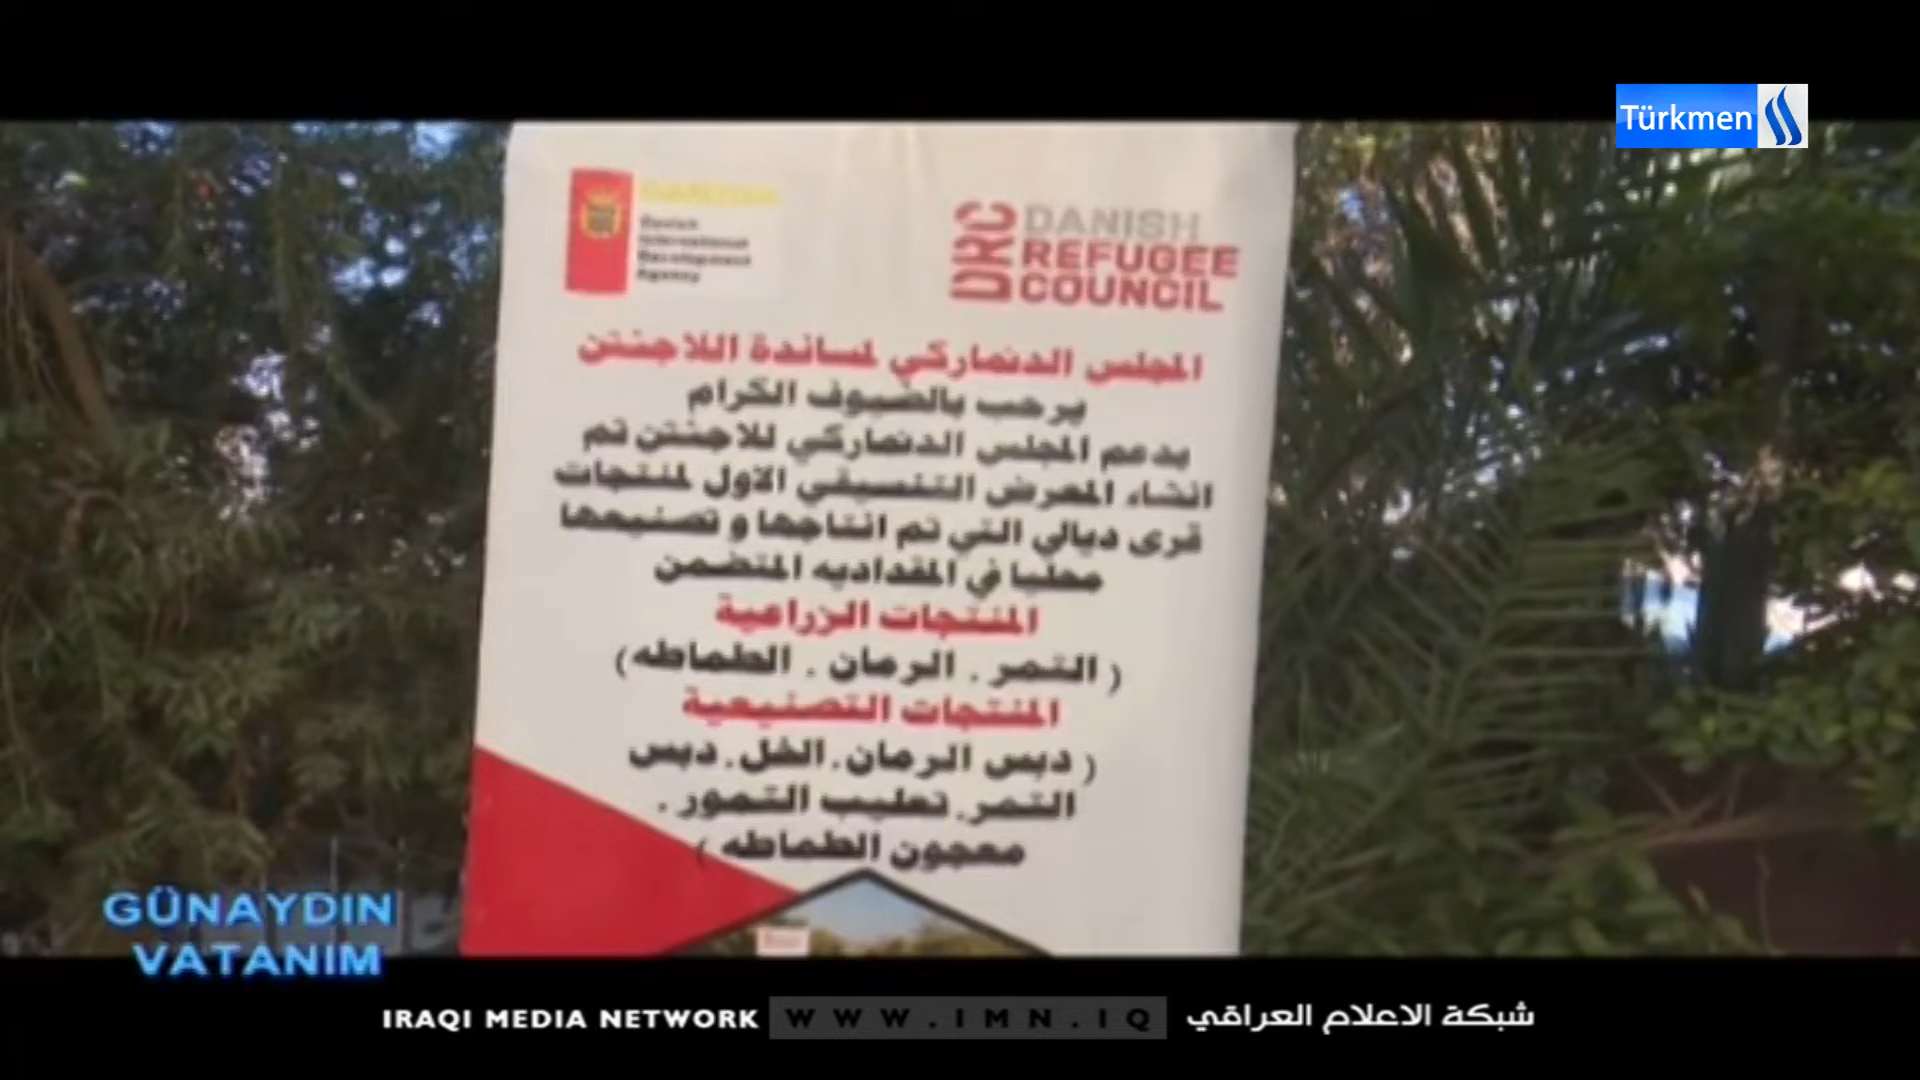 Türkmen
Danish
International
Development
Agency
DRC
DANISH
REFUGEE
COUNCIL
المجلس الدنماركي لمساندة اللاجئين
يرحب بالضيوف الكرام
بدعم المجلس الدنماركي للاجئين تم
انشاء المعرض التنسيقي الاول لمنتجات
قرى ديالي التي تم انتاجها و تصنيعها
محليا في المقداديه المتضمن
المنتجات الزراعية
( التمر . الرمان . الطماطه)
المنتجات التصنيعية
( دبس الرمان. الخل. دبس
التمر. تعليب التمور .
معجون الطماطه )
GÜNAYDIN
VATANIM
IRAQI MEDIA NETWORK WWW.IMN.IQ شبكة الاعلام العراقي